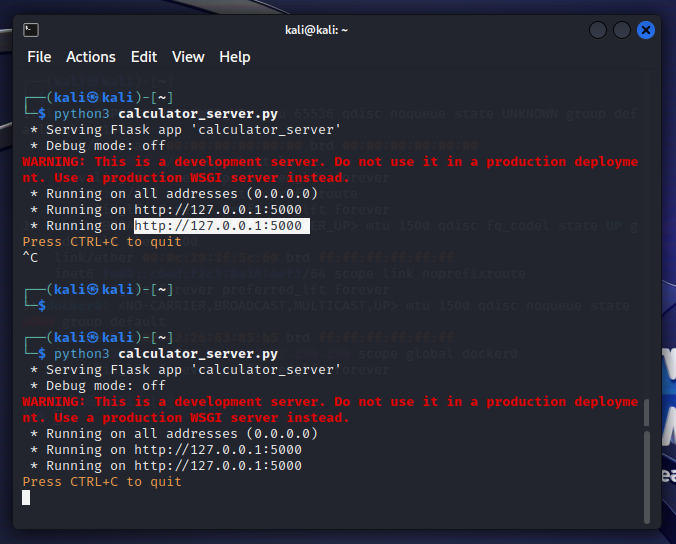 kali@kali: ~
File Actions Edit View Help
┌──(kali㉿kali)-[~]
└─$ python3 calculator_server.py
 * Serving Flask app 'calculator_server'
 * Debug mode: off
WARNING: This is a development server. Do not use it in a production deployme
nt. Use a production WSGI server instead.
 * Running on all addresses (0.0.0.0)
 * Running on http://127.0.0.1:5000
 * Running on http://127.0.0.1:5000
Press CTRL+C to quit
^C
┌──(kali㉿kali)-[~]
└─$
┌──(kali㉿kali)-[~]
└─$ python3 calculator_server.py
 * Serving Flask app 'calculator_server'
 * Debug mode: off
WARNING: This is a development server. Do not use it in a production deployme
nt. Use a production WSGI server instead.
 * Running on all addresses (0.0.0.0)
 * Running on http://127.0.0.1:5000
 * Running on http://127.0.0.1:5000
Press CTRL+C to quit